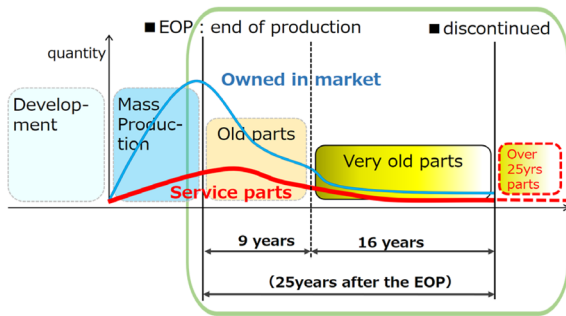 ■ EOP : end of production
■ discontinued
quantity
Owned in market
Develop-
ment
Mass
Produc-
tion
Old parts
Very old parts
Over
25yrs
parts
Service parts
9 years
16 years
(25years after the EOP)